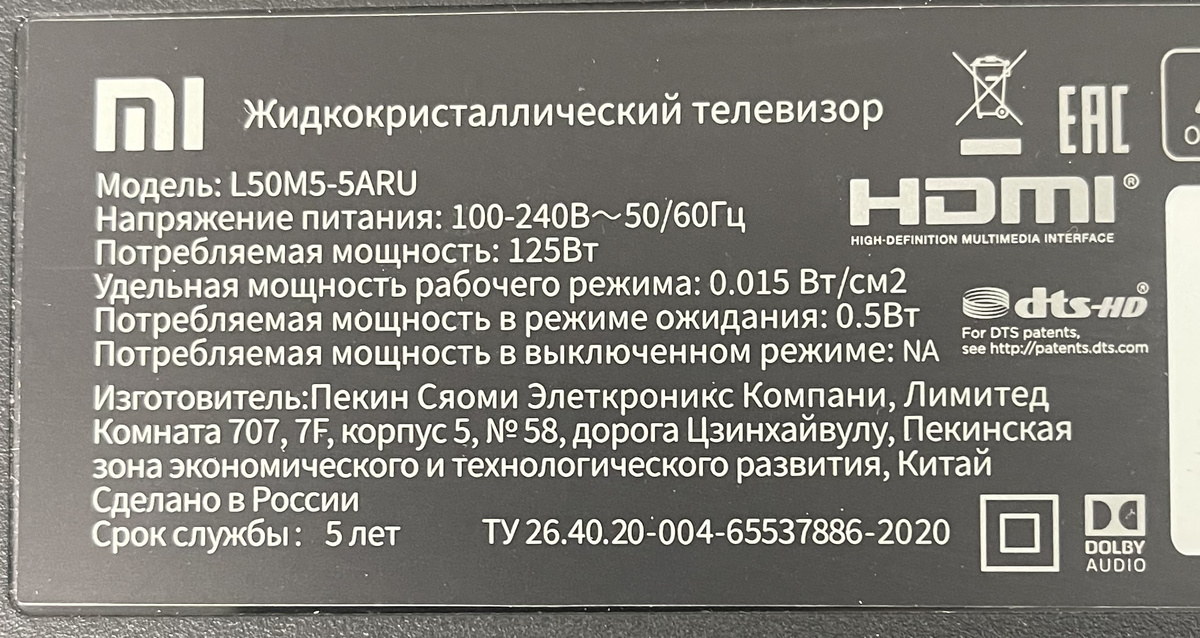 MI Жидкокристаллический телевизор
EAC
Модель: L50M5-5ARU
Напряжение питания: 100-240В～50/60Гц
Потребляемая мощность: 125Вт
Удельная мощность рабочего режима: 0.015 Вт/см2
Потребляемая мощность в режиме ожидания: 0.5Вт
Потребляемая мощность в выключенном режиме: NA
HDMI®
HIGH-DEFINITION MULTIMEDIA INTERFACE
dts-HD®
For DTS patents,
see http://patents.dts.com
Изготовитель:Пекин Сяоми Элеткроникс Компани, Лимитед
Комната 707, 7F, корпус 5, № 58, дорога Цзинхайвулу, Пекинская
зона экономического и технологического развития, Китай
Сделано в России
Срок службы: 5 лет ТУ 26.40.20-004-65537886-2020
DOLBY
AUDIO